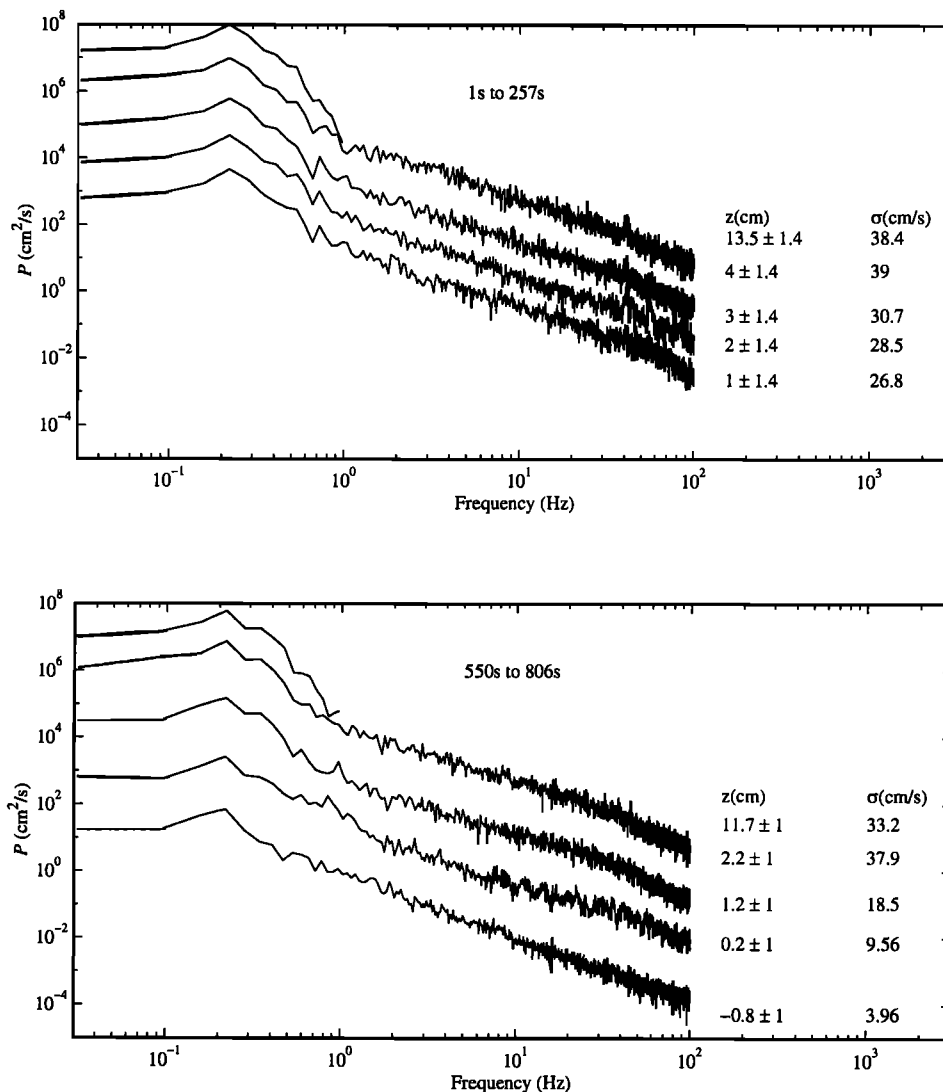 10^8
10^6
10^4
10^2
10^0
10^-2
10^-4
P (cm^2/s)
1s to 257s
z(cm) σ(cm/s)
13.5 ± 1.4 38.4
4 ± 1.4 39
3 ± 1.4 30.7
2 ± 1.4 28.5
1 ± 1.4 26.8
10^-1 10^0 10^1 10^2 10^3
Frequency (Hz)
10^8
10^6
10^4
10^2
10^0
10^-2
10^-4
P (cm^2/s)
550s to 806s
z(cm) σ(cm/s)
11.7 ± 1 33.2
2.2 ± 1 37.9
1.2 ± 1 18.5
0.2 ± 1 9.56
−0.8 ± 1 3.96
10^-1 10^0 10^1 10^2 10^3
Frequency (Hz)